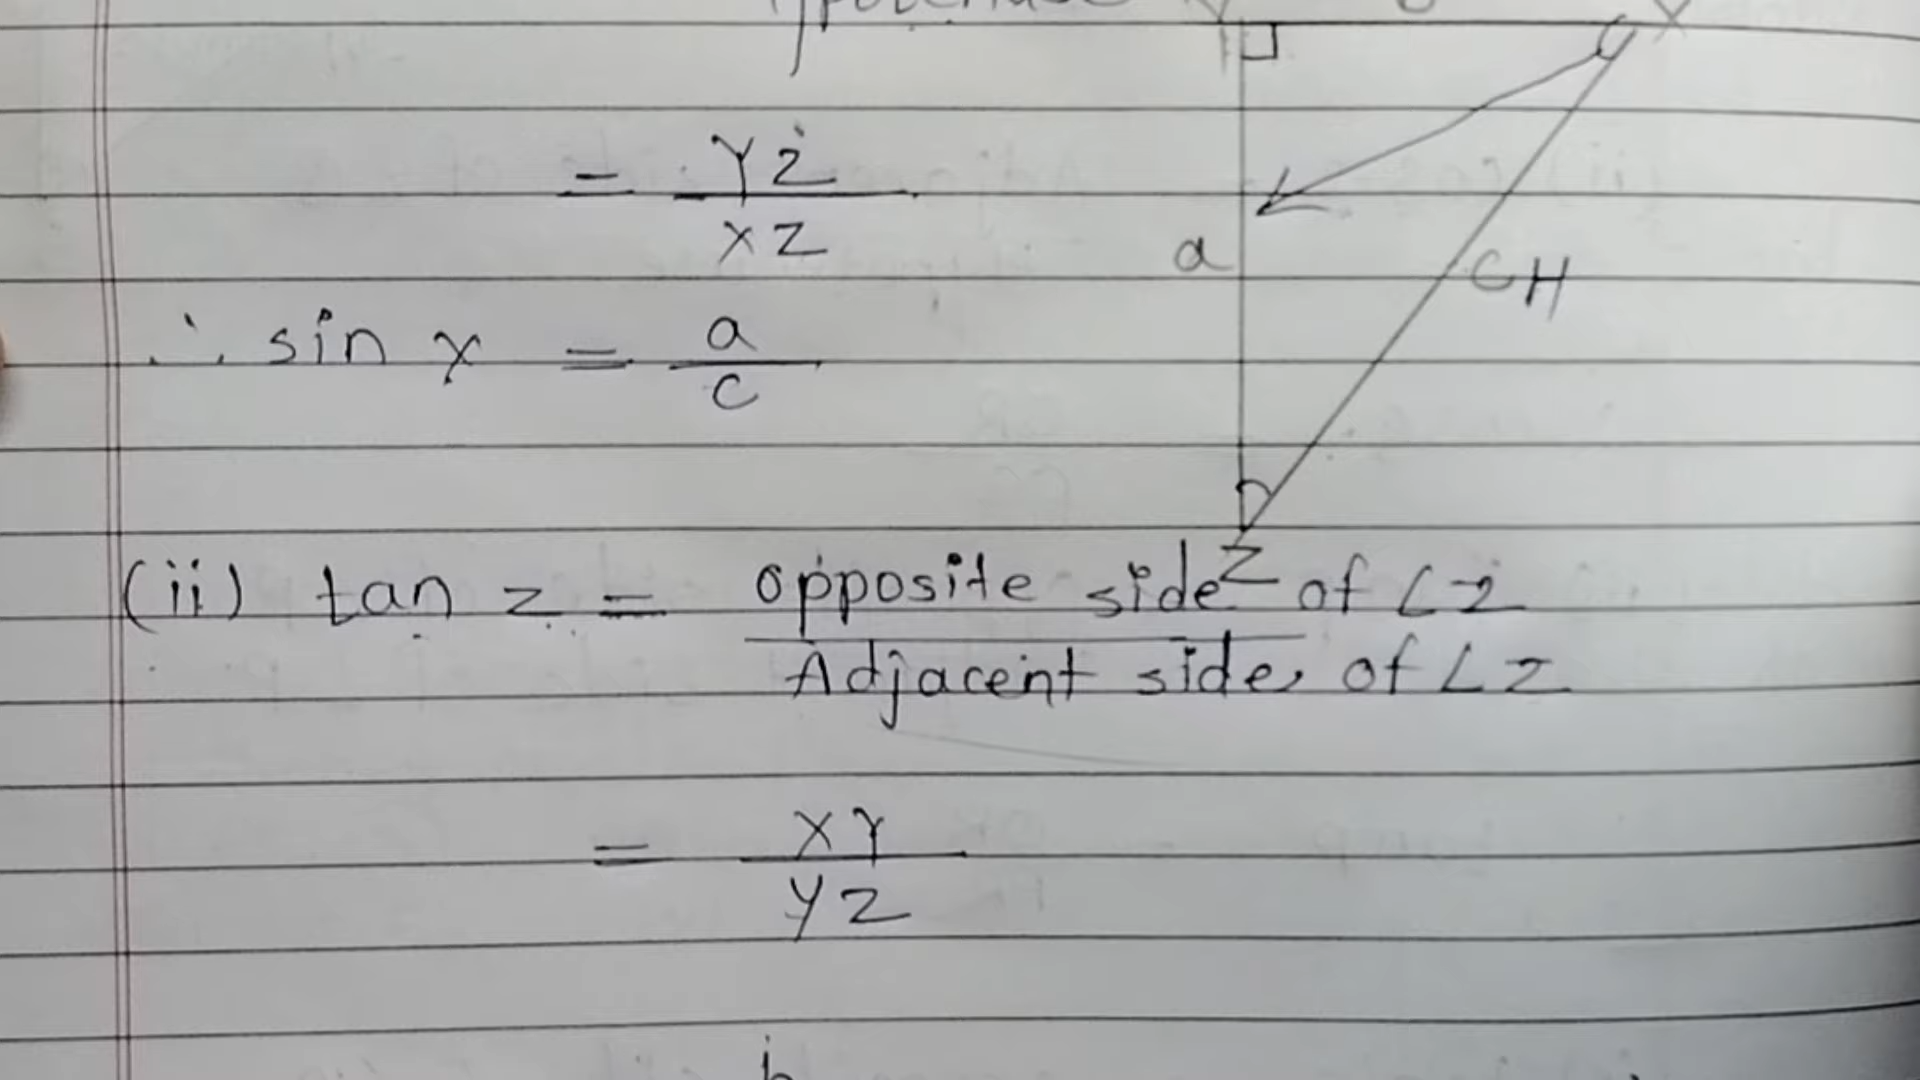 Y X
= YZ
XZ
a
C H
∴ sin x = a
c
Z
(ii) tan z = opposite side of ∠z
Adjacent side of ∠z
= XY
YZ